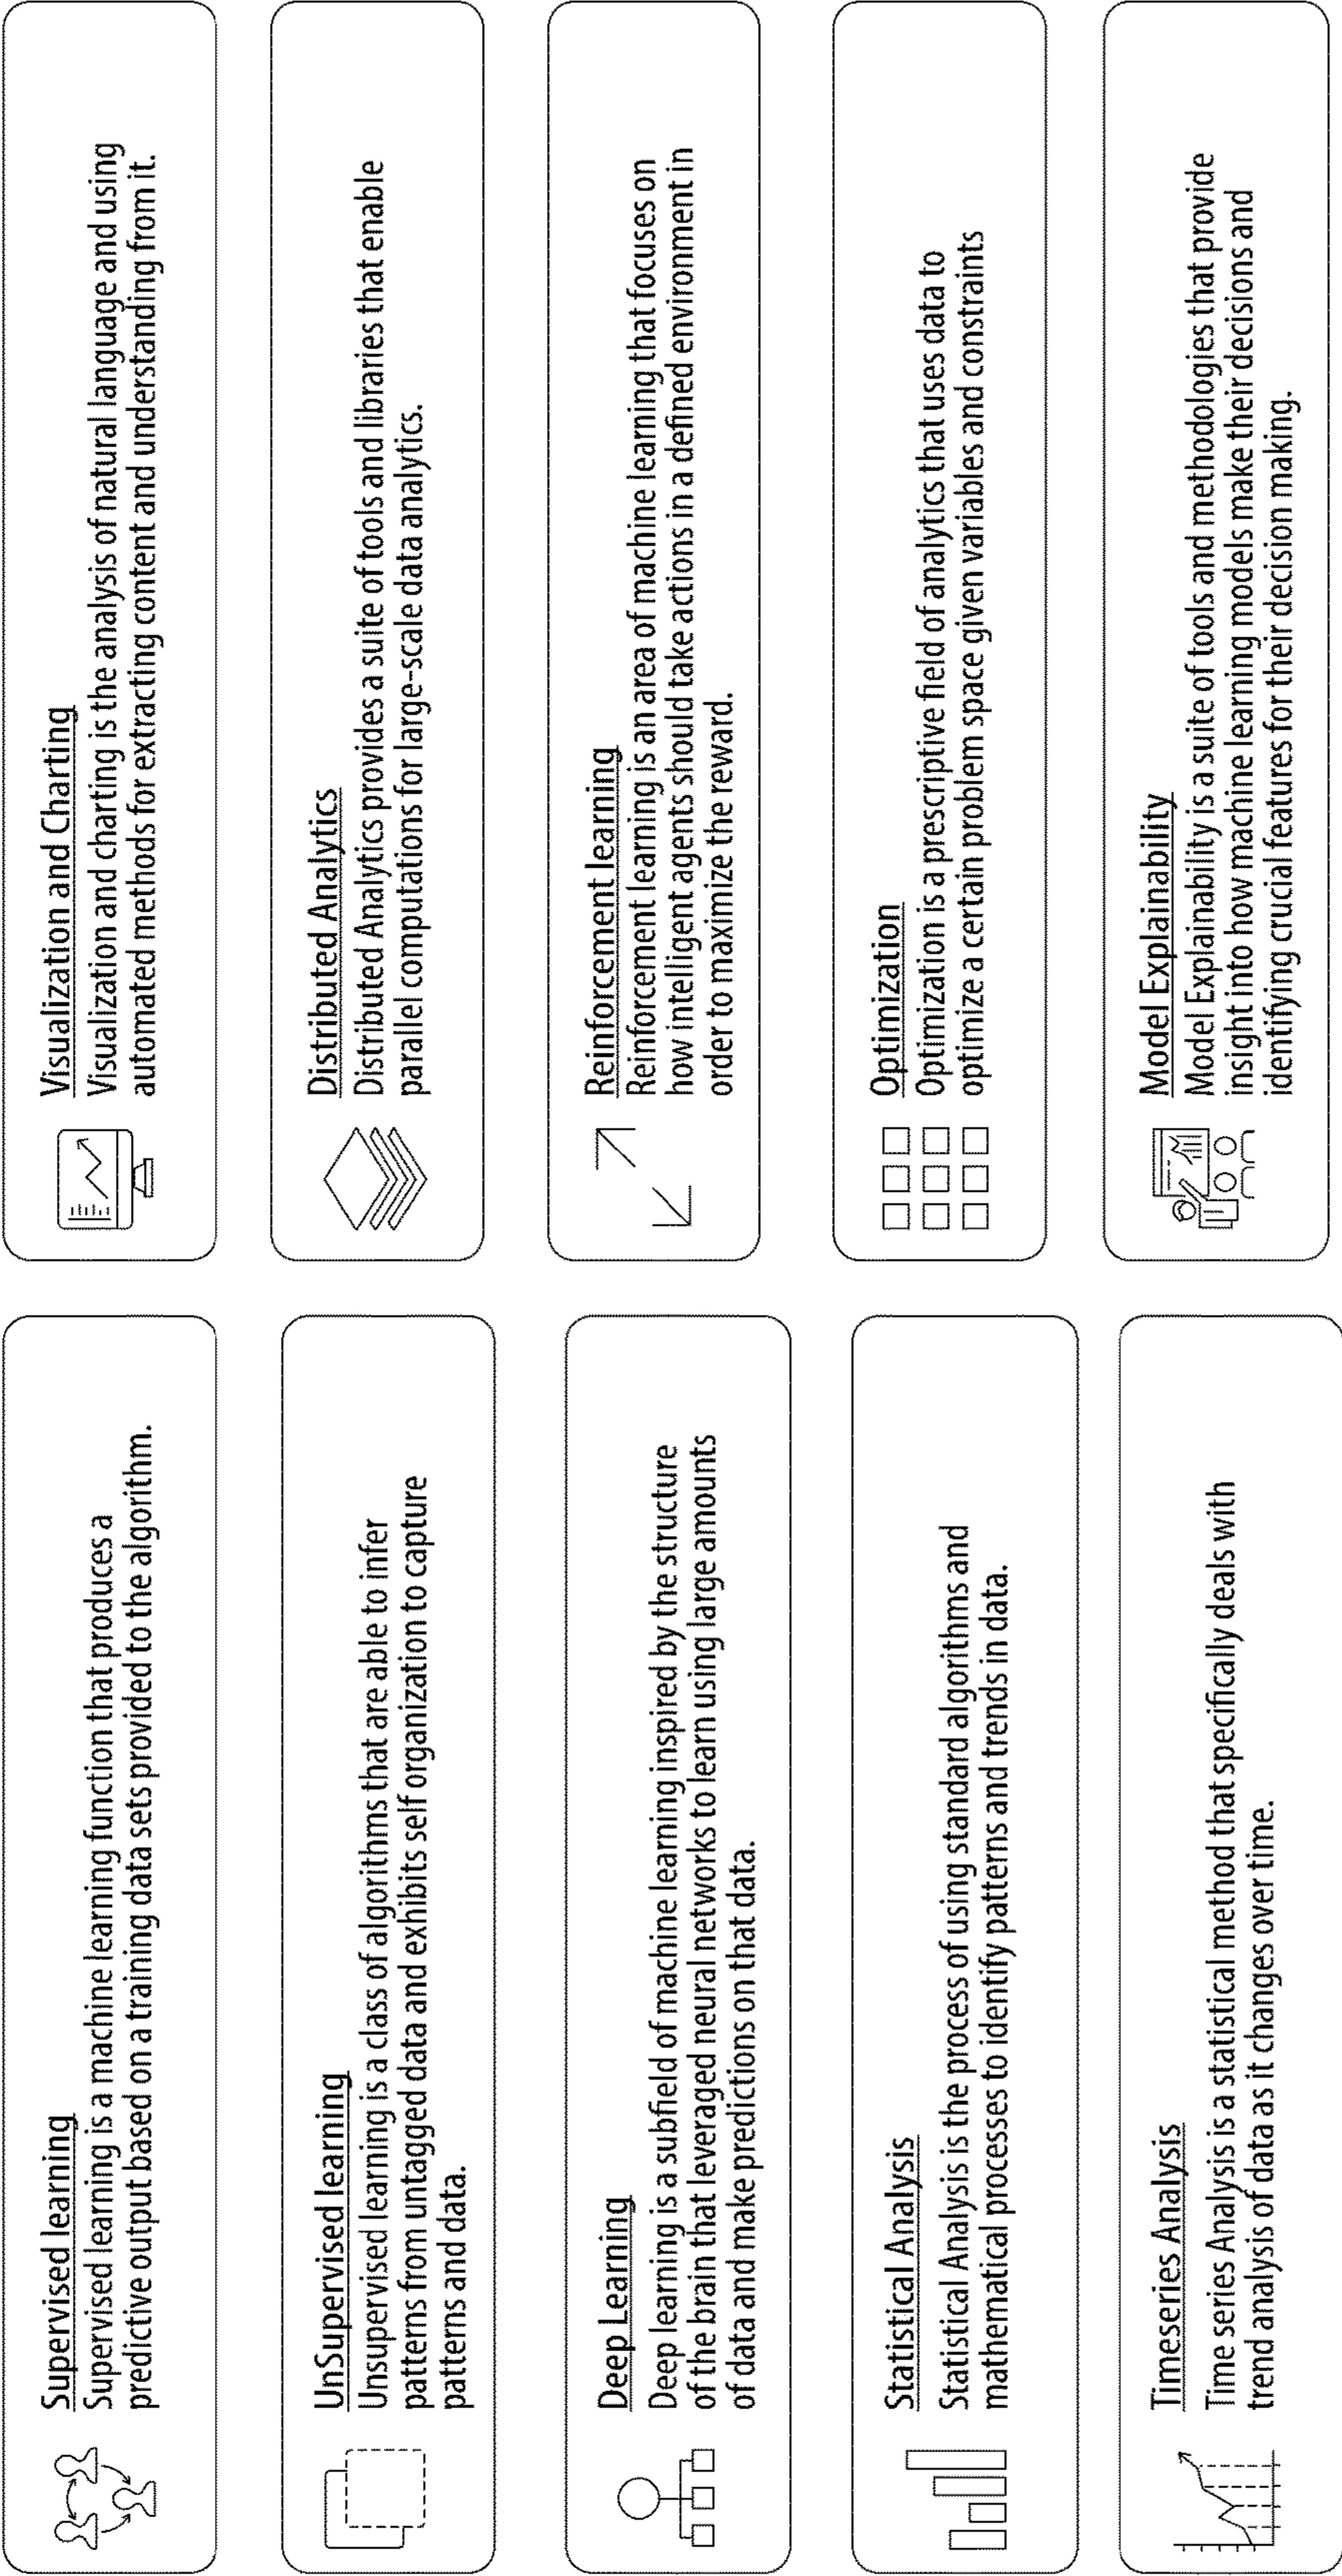 Supervised learning
Supervised learning is a machine learning function that produces a
predictive output based on a training data sets provided to the algorithm.
UnSupervised learning
Unsupervised learning is a class of algorithms that are able to infer
patterns from untagged data and exhibits self organization to capture
patterns and data.
Deep Learning
Deep learning is a subfield of machine learning inspired by the structure
of the brain that leveraged neural networks to learn using large amounts
of data and make predictions on that data.
Statistical Analysis
Statistical Analysis is the process of using standard algorithms and
mathematical processes to identify patterns and trends in data.
Timeseries Analysis
Time series Analysis is a statistical method that specifically deals with
trend analysis of data as it changes over time.
Visualization and Charting
Visualization and charting is the analysis of natural language and using
automated methods for extracting content and understanding from it.
Distributed Analytics
Distributed Analytics provides a suite of tools and libraries that enable
parallel computations for large-scale data analytics.
Reinforcement learning
Reinforcement learning is an area of machine learning that focuses on
how intelligent agents should take actions in a defined environment in
order to maximize the reward.
Optimization
Optimization is a prescriptive field of analytics that uses data to
optimize a certain problem space given variables and constraints
Model Explainability
Model Explainability is a suite of tools and methodologies that provide
insight into how machine learning models make their decisions and
identifying crucial features for their decision making.